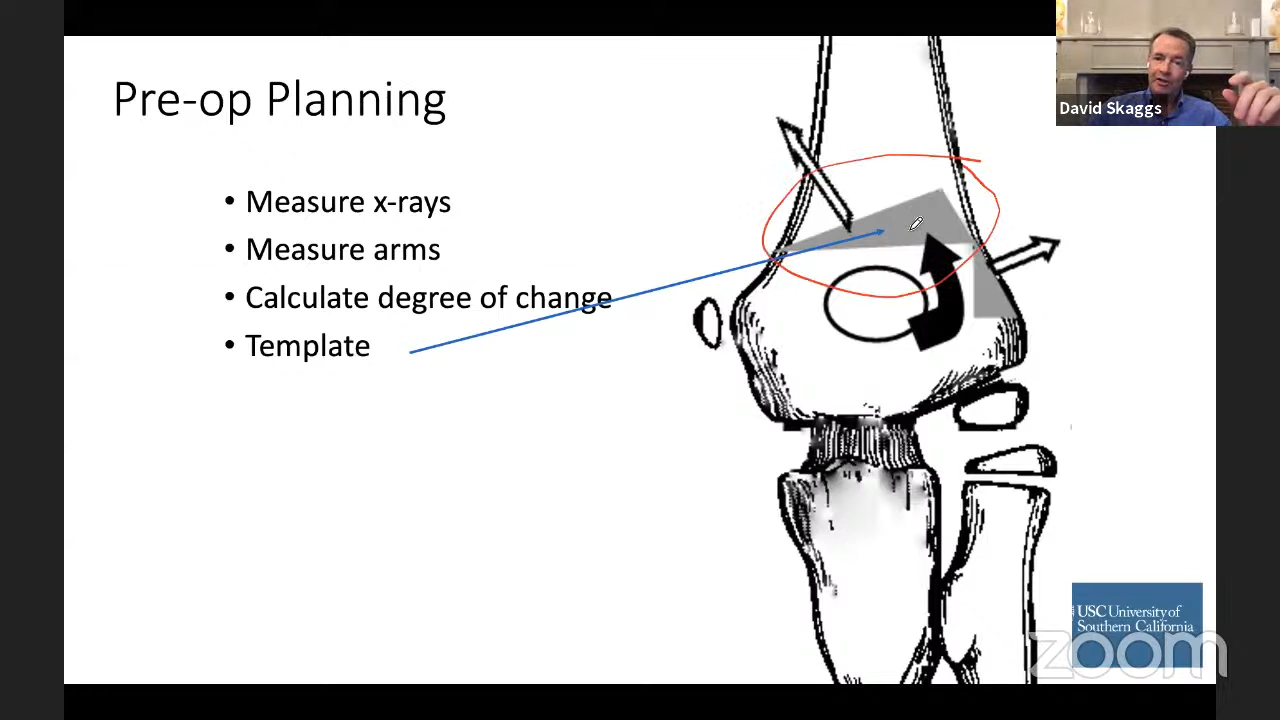 Pre-op Planning
David Skaggs
• Measure x-rays
• Measure arms
• Calculate degree of change
• Template
USC University of
Southern California
zoom